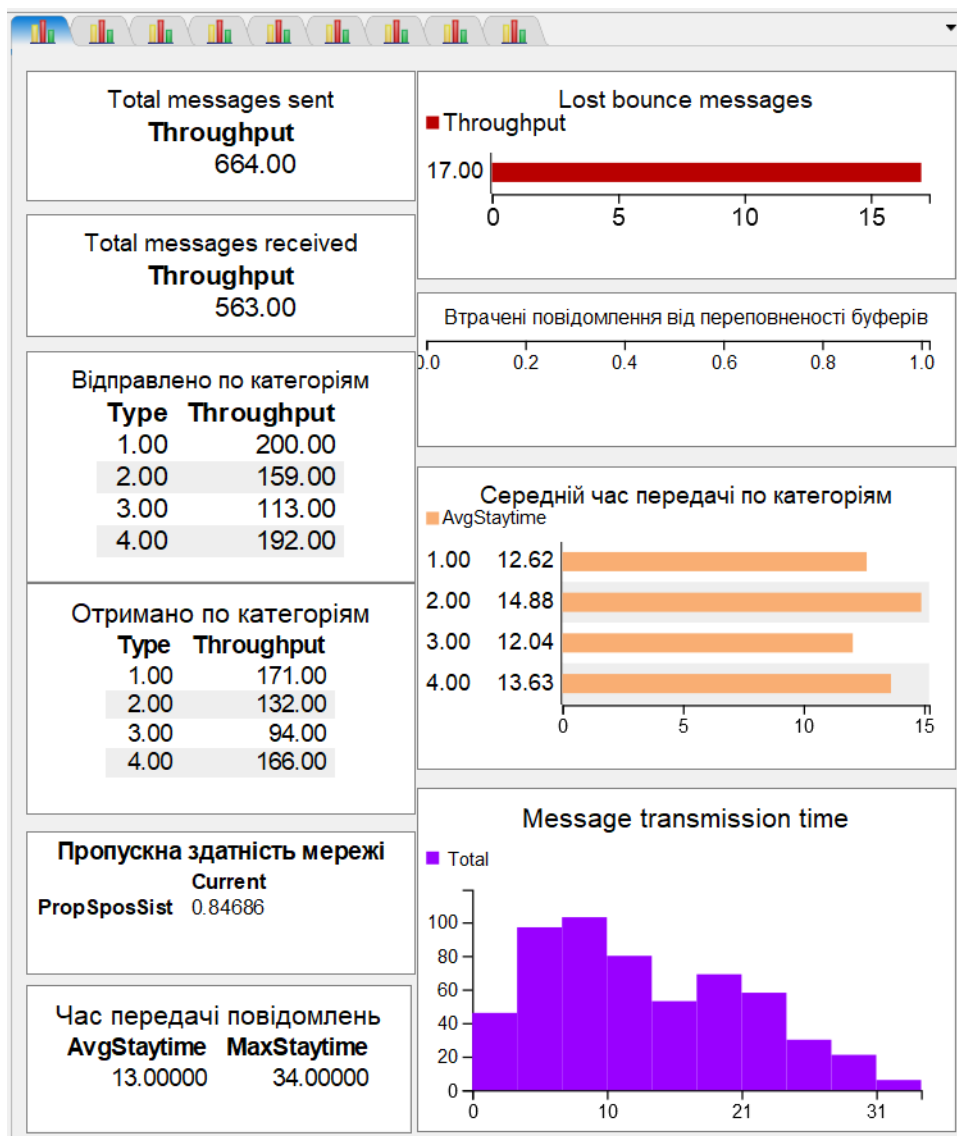 Total messages sent
Throughput
664.00
Total messages received
Throughput
563.00
Відправлено по категоріям
Type Throughput
1.00 200.00
2.00 159.00
3.00 113.00
4.00 192.00
Отримано по категоріям
Type Throughput
1.00 171.00
2.00 132.00
3.00 94.00
4.00 166.00
Пропускна здатність мережі
Current
PropSposSist 0.84686
Час передачі повідомлень
AvgStaytime MaxStaytime
13.00000 34.00000
Lost bounce messages
Throughput
17.00
0 5 10 15
Втрачені повідомлення від переповненості буферів
0.0 0.2 0.4 0.6 0.8 1.0
Середній час передачі по категоріям
AvgStaytime
1.00 12.62
2.00 14.88
3.00 12.04
4.00 13.63
0 5 10 15
Message transmission time
Total
100
80
60
40
20
0
0 10 21 31